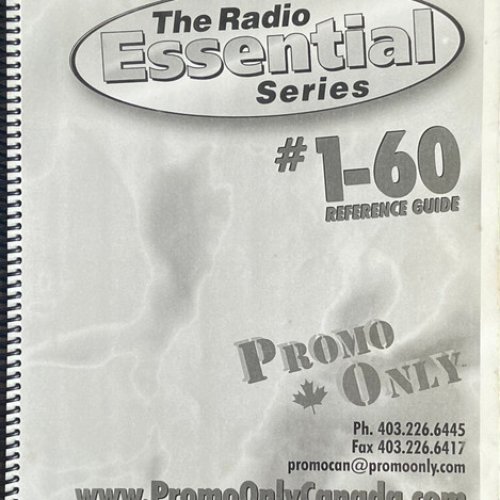 The Radio
Essential
Series
# 1-60
REFERENCE GUIDE
PROMO
ONLY
Ph. 403.226.6445
Fax 403.226.6417
promocan@promoonly.com
www.PromoOnlyCanada.com